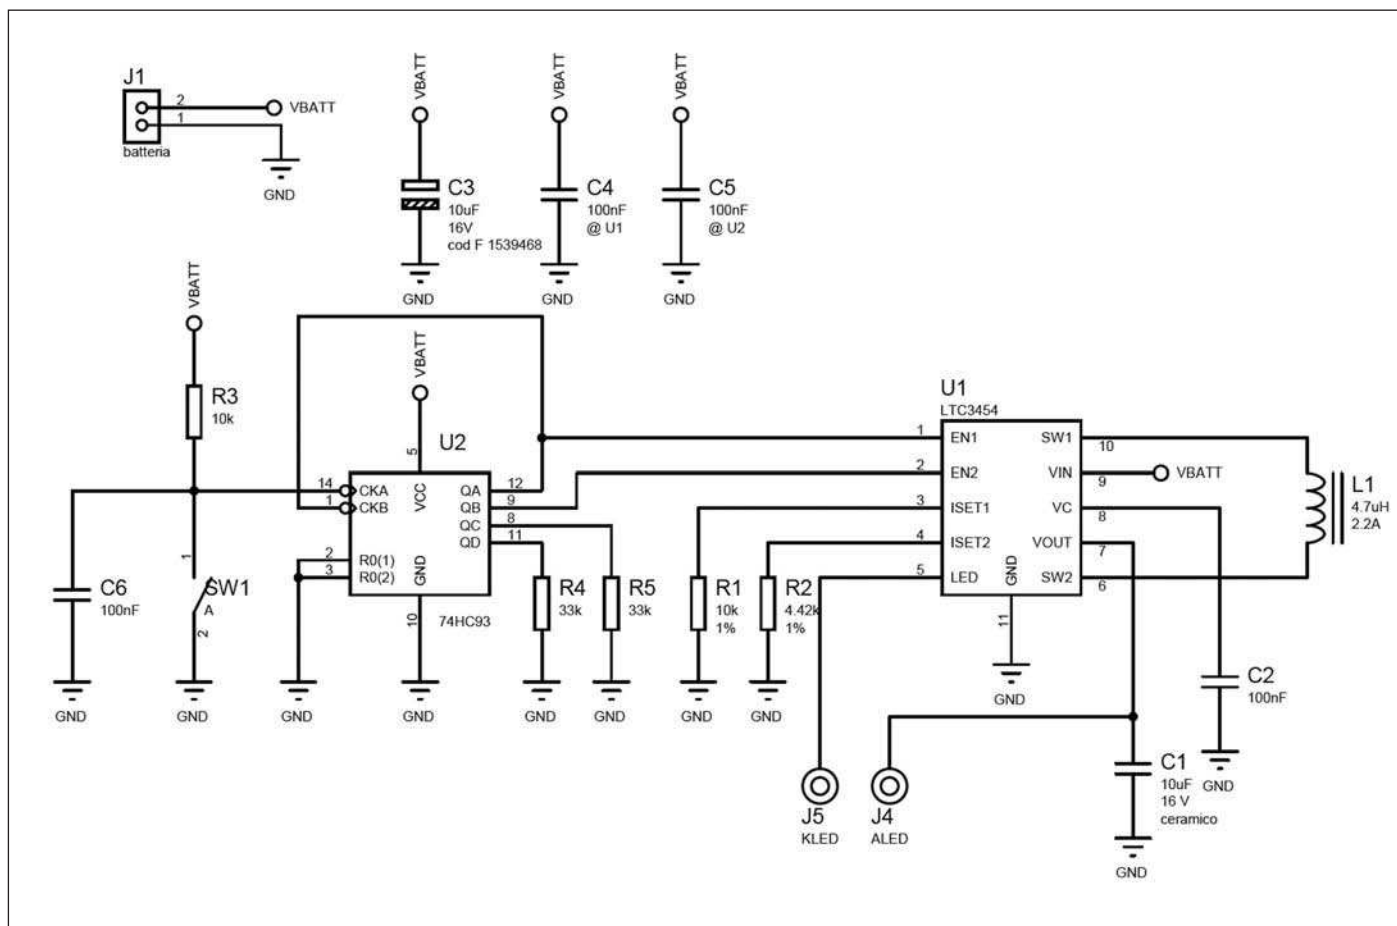 J1
2
1
VBATT
batteria
GND
VBATT
C3
10uF
16V
cod F 1539468
GND
VBATT
C4
100nF
@ U1
GND
VBATT
C5
100nF
@ U2
GND
VBATT
R3
10k
C6
100nF
GND
1
SW1
A
2
GND
VBATT
5
U2
14
CKA
1
CKB
2
R0(1)
3
R0(2)
VCC
GND
QA
12
QB
9
QC
8
QD
11
10
74HC93
GND
GND
R4
33k
GND
R5
33k
GND
R1
10k
1%
GND
R2
4.42k
1%
GND
U1
LTC3454
1
EN1
2
EN2
3
ISET1
4
ISET2
5
LED
GND
11
GND
SW1
10
VIN
9
VBATT
VC
8
VOUT
7
SW2
6
L1
4.7uH
2.2A
C2
100nF
GND
C1
10uF
16 V
ceramico
GND
J5
KLED
J4
ALED